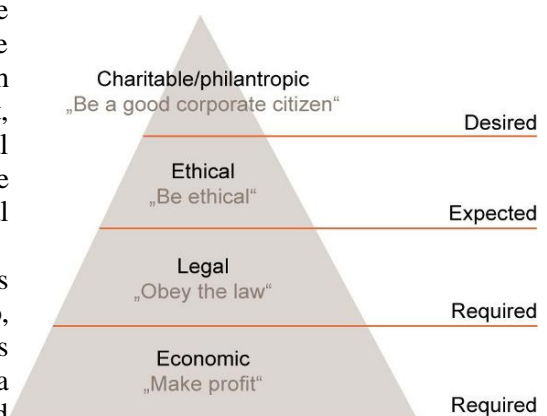 Charitable/philantropic
„Be a good corporate citizen“
Desired
Ethical
„Be ethical“
Expected
Legal
„Obey the law“
Required
Economic
„Make profit“
Required